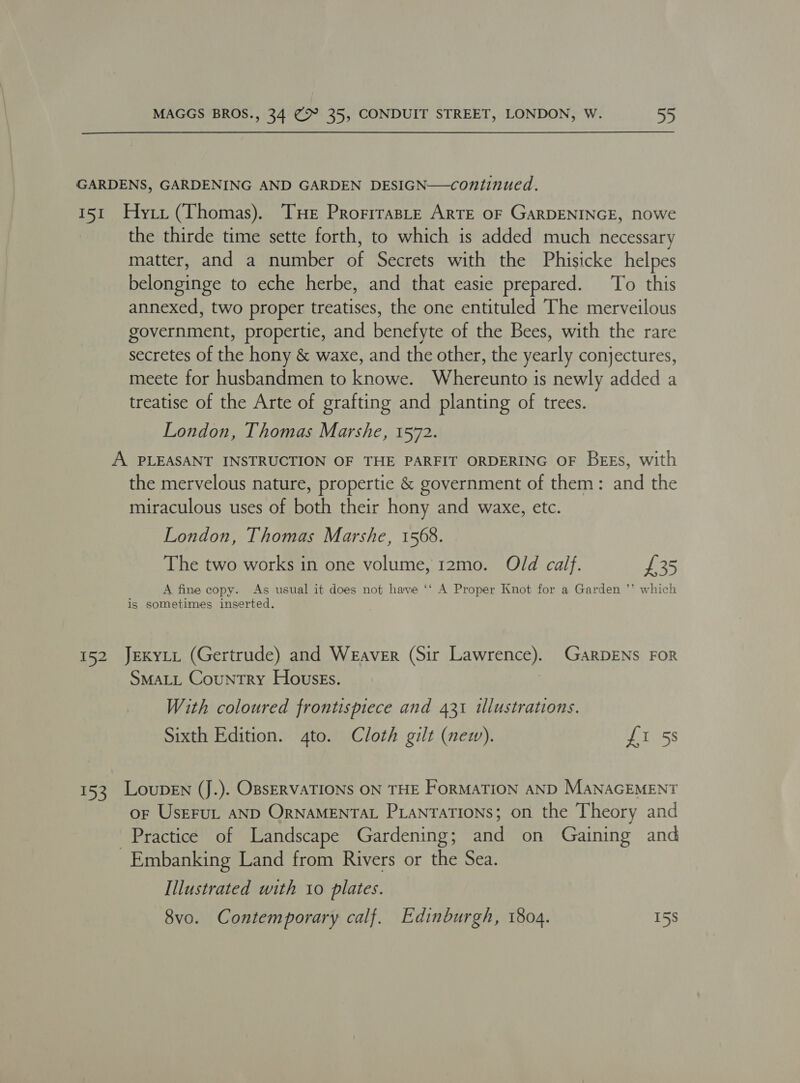 MAGGS BROS., 34 & 35, CONDUIT STREET, LONDON, W. 55
GARDENS, GARDENING AND GARDEN DESIGN—continued.
151 HYLL (Thomas). THE PROFITABLE ARTE OF GARDENINGE, nowe
the thirde time sette forth, to which is added much necessary
matter, and a number of Secrets with the Phisicke helpes
belonginge to eche herbe, and that easie prepared. To this
annexed, two proper treatises, the one entituled The merveilous
government, propertie, and benefyte of the Bees, with the rare
secretes of the hony & waxe, and the other, the yearly conjectures,
meete for husbandmen to knowe. Whereunto is newly added a
treatise of the Arte of grafting and planting of trees.
London, Thomas Marshe, 1572.
A PLEASANT INSTRUCTION OF THE PARFIT ORDERING OF BEES, with
the mervelous nature, propertie & government of them: and the
miraculous uses of both their hony and waxe, etc.
London, Thomas Marshe, 1568.
The two works in one volume, 12mo. Old calf. £35
A fine copy. As usual it does not have “ A Proper Knot for a Garden ” which
is sometimes inserted.
152 JEKYLL (Gertrude) and WEAVER (Sir Lawrence). GARDENS FOR
SMALL COUNTRY HOUSES.
With coloured frontispiece and 431 illustrations.
Sixth Edition. 4to. Cloth gilt (new). £1 5s
153 LOUDEN (J.). OBSERVATIONS ON THE FORMATION AND MANAGEMENT
OF USEFUL AND ORNAMENTAL PLANTATIONS; on the Theory and
Practice of Landscape Gardening; and on Gaining and
Embanking Land from Rivers or the Sea.
Illustrated with 10 plates.
8vo. Contemporary calf. Edinburgh, 1804. 15s